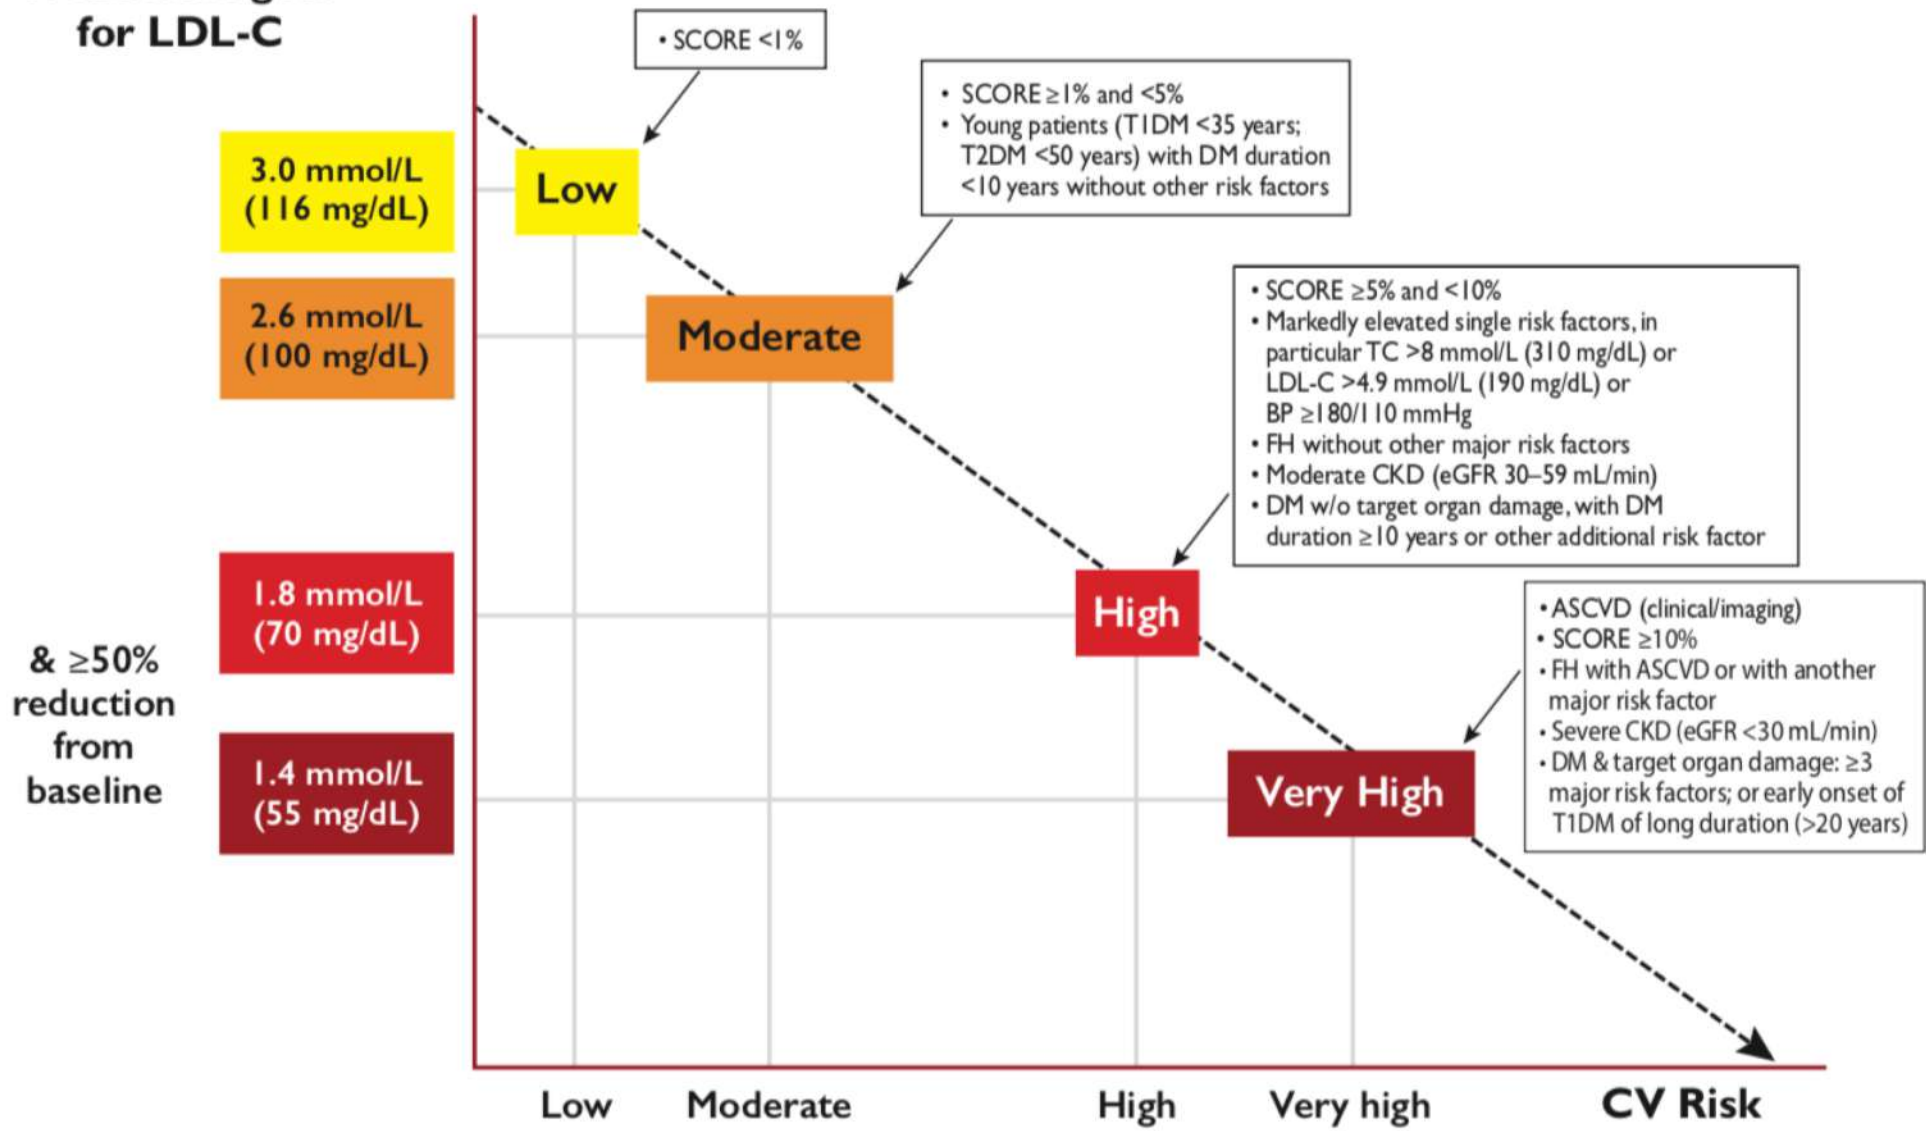 for LDL-C
• SCORE <1%
• SCORE ≥1% and <5%
• Young patients (T1DM <35 years;
T2DM <50 years) with DM duration
<10 years without other risk factors
3.0 mmol/L
(116 mg/dL)
Low
2.6 mmol/L
(100 mg/dL)
Moderate
• SCORE ≥5% and <10%
• Markedly elevated single risk factors, in
particular TC >8 mmol/L (310 mg/dL) or
LDL-C >4.9 mmol/L (190 mg/dL) or
BP ≥180/110 mmHg
• FH without other major risk factors
• Moderate CKD (eGFR 30–59 mL/min)
• DM w/o target organ damage, with DM
duration ≥10 years or other additional risk factor
1.8 mmol/L
(70 mg/dL)
High
• ASCVD (clinical/imaging)
• SCORE ≥10%
• FH with ASCVD or with another
major risk factor
• Severe CKD (eGFR <30 mL/min)
• DM & target organ damage: ≥3
major risk factors; or early onset of
T1DM of long duration (>20 years)
& ≥50%
reduction
from
baseline
1.4 mmol/L
(55 mg/dL)
Very High
Low
Moderate
High
Very high
CV Risk